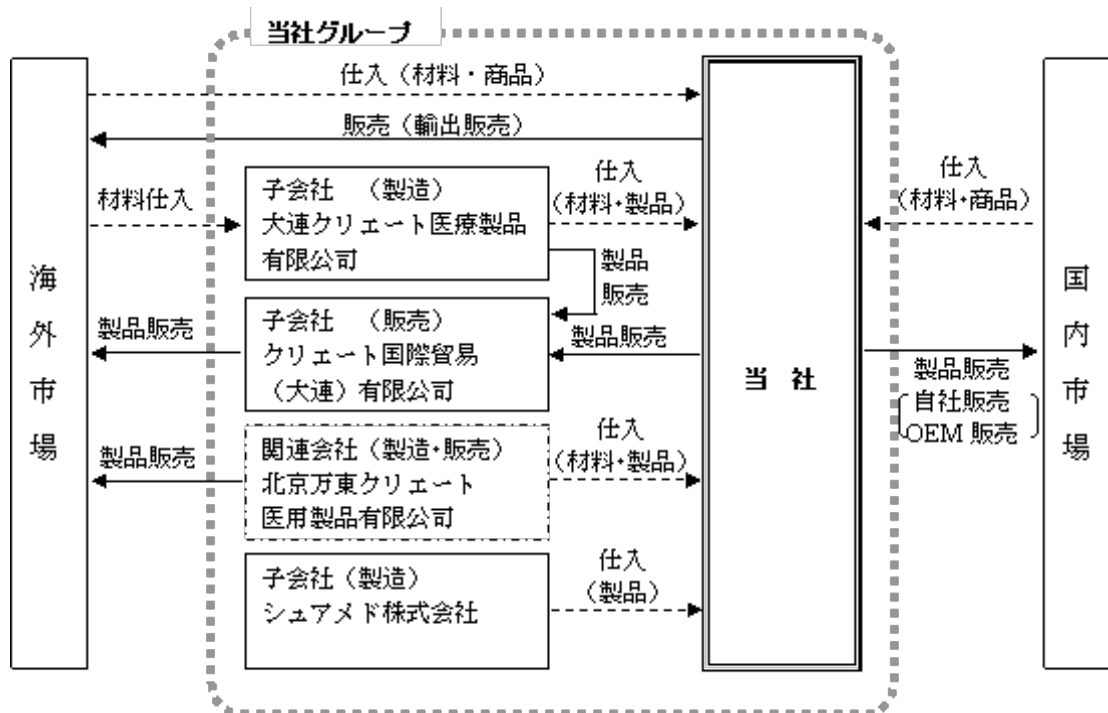 当社グループ
海外市場
仕入（材料・商品）
販売（輸出販売）
材料仕入
子会社　（製造）
大連クリエート医療製品
有限公司
仕入
（材料・製品）
製品
販売
製品販売
子会社　（販売）
クリエート国際貿易
（大連）有限公司
製品販売
製品販売
関連会社（製造・販売）
北京万東クリエート
医用製品有限公司
仕入
（材料・製品）
子会社（製造）
シュアメド株式会社
仕入
（製品）
当　社
仕入
（材料・商品）
製品販売
自社販売
OEM 販売
国内市場